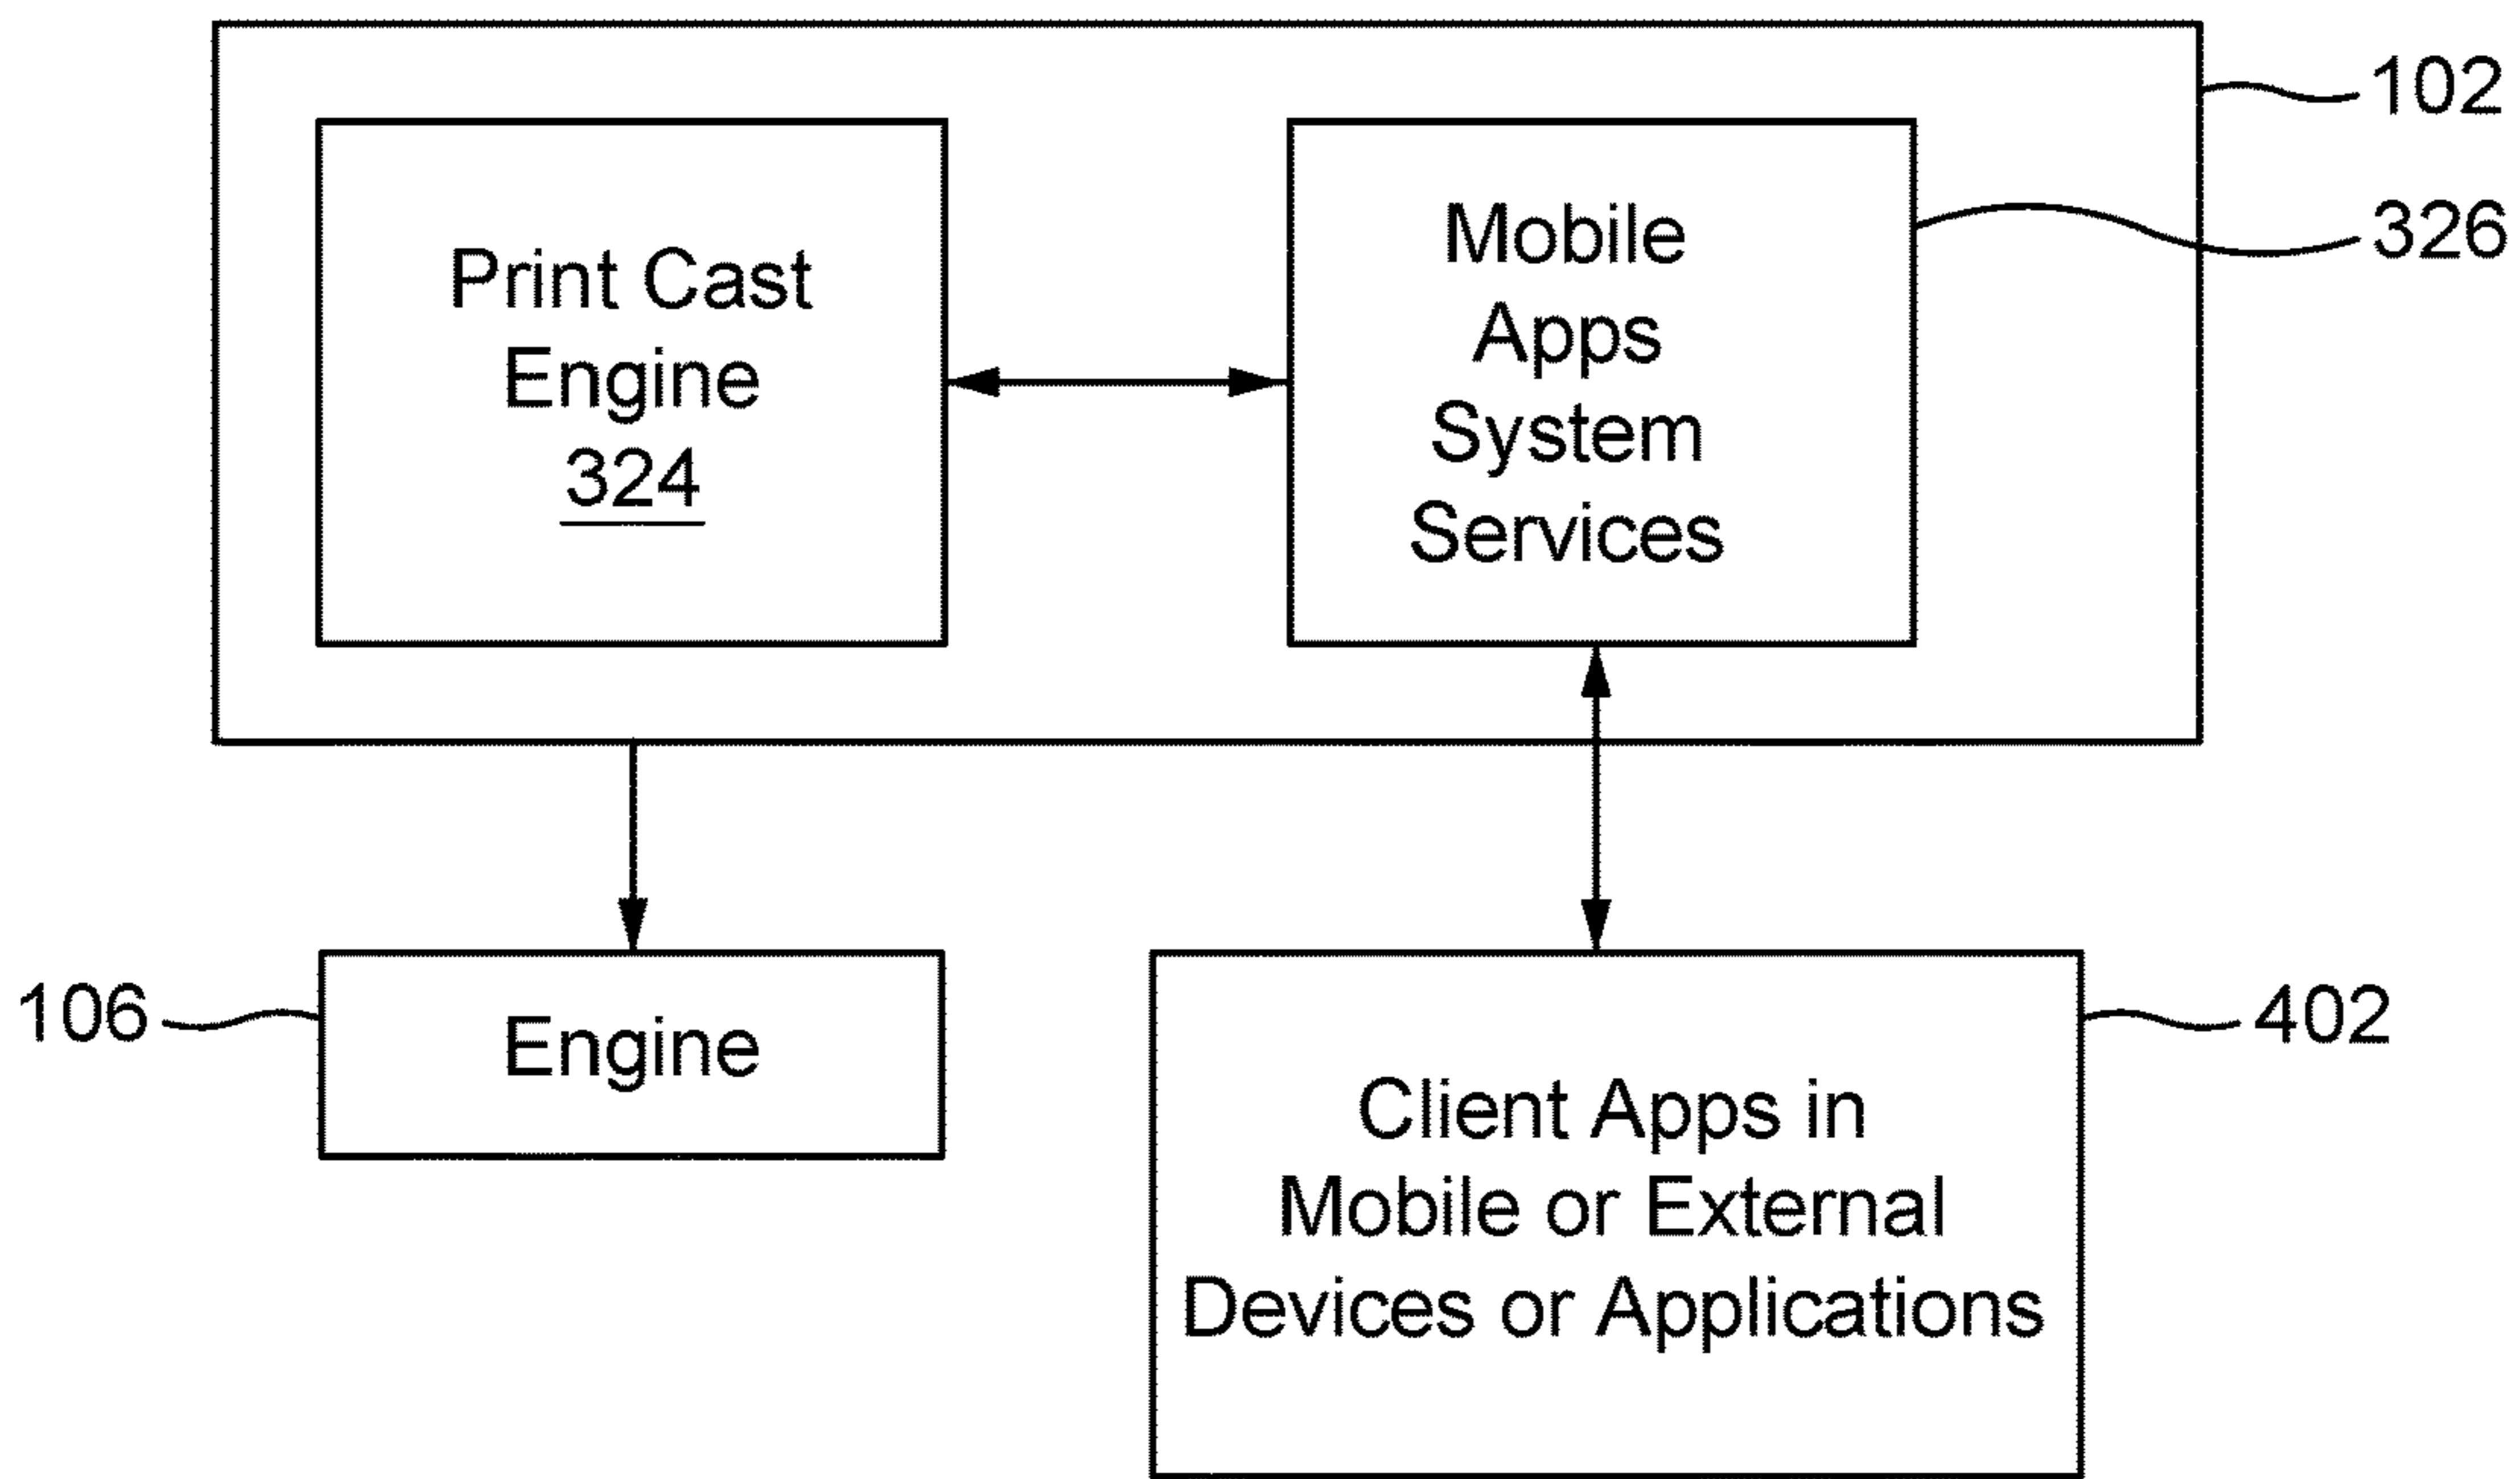 102
Print Cast
Engine
324
Mobile
Apps
System
Services
326
106
Engine
402
Client Apps in
Mobile or External
Devices or Applications